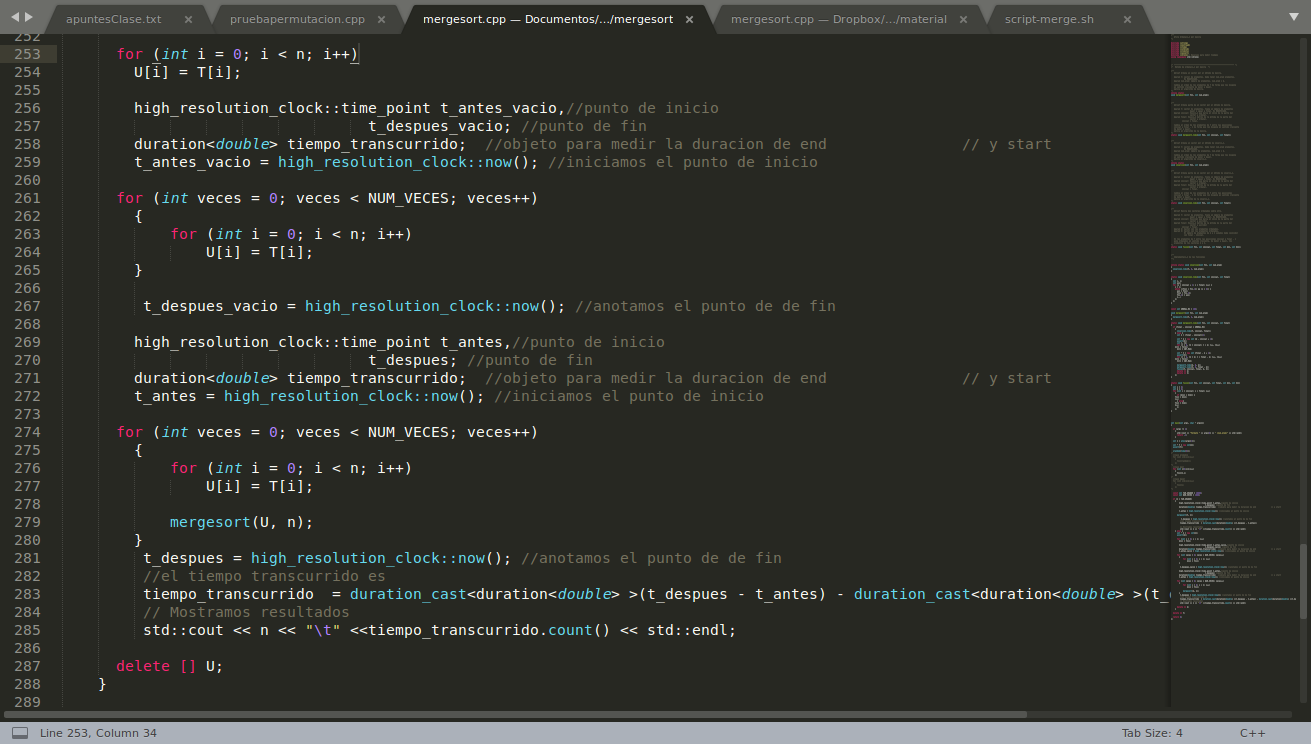 apuntesClase.txt × pruebapermutacion.cpp × mergesort.cpp — Documentos/.../mergesort × mergesort.cpp — Dropbox/.../material × script-merge.sh ×
252
253 for (int i = 0; i < n; i++)
254 U[i] = T[i];
255
256 high_resolution_clock::time_point t_antes_vacio,//punto de inicio
257 t_despues_vacio; //punto de fin
258 duration<double> tiempo_transcurrido; //objeto para medir la duracion de end // y start
259 t_antes_vacio = high_resolution_clock::now(); //iniciamos el punto de inicio
260
261 for (int veces = 0; veces < NUM_VECES; veces++)
262 {
263 for (int i = 0; i < n; i++)
264 U[i] = T[i];
265 }
266
267 t_despues_vacio = high_resolution_clock::now(); //anotamos el punto de de fin
268
269 high_resolution_clock::time_point t_antes,//punto de inicio
270 t_despues; //punto de fin
271 duration<double> tiempo_transcurrido; //objeto para medir la duracion de end // y start
272 t_antes = high_resolution_clock::now(); //iniciamos el punto de inicio
273
274 for (int veces = 0; veces < NUM_VECES; veces++)
275 {
276 for (int i = 0; i < n; i++)
277 U[i] = T[i];
278
279 mergesort(U, n);
280 }
281 t_despues = high_resolution_clock::now(); //anotamos el punto de de fin
282 //el tiempo transcurrido es
283 tiempo_transcurrido = duration_cast<duration<double> >(t_despues - t_antes) - duration_cast<duration<double> >(t_
284 // Mostramos resultados
285 std::cout << n << "\t" <<tiempo_transcurrido.count() << std::endl;
286
287 delete [] U;
288 }
289
Line 253, Column 34 Tab Size: 4 C++